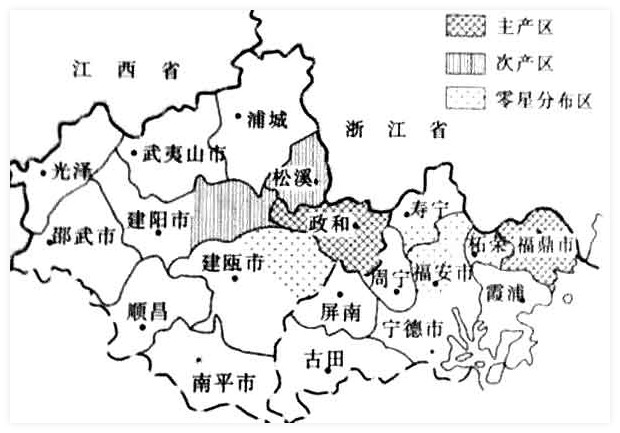 主产区
次产区
零星分布区
江西省
浙江省
浦城
武夷山市
光泽
松溪
建阳市
政和
寿宁
邵武市
柘荣
福鼎市
建瓯市
周宁
福安市
霞浦
顺昌
屏南
宁德市
古田
南平市